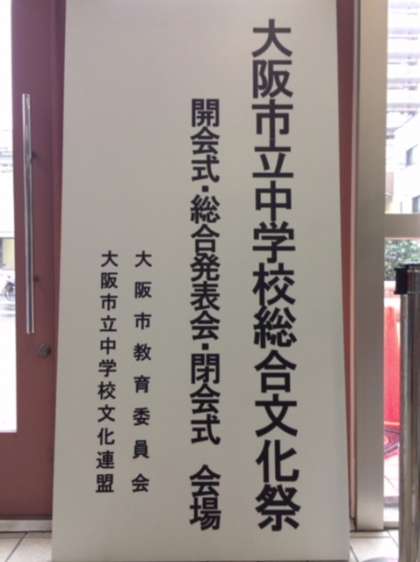 大阪市立中学校総合文化祭
開会式・総合発表会・閉会式　会場
大阪市教育委員会
大阪市立中学校文化連盟